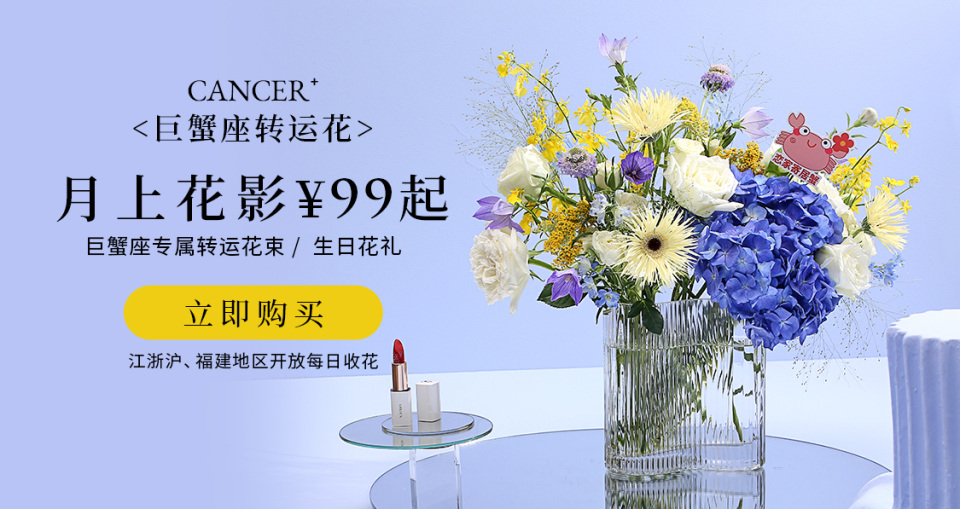 CANCER+
<巨蟹座转运花>
月上花影¥99起
巨蟹座专属转运花束 / 生日花礼
立即购买
江浙沪、福建地区开放每日收花